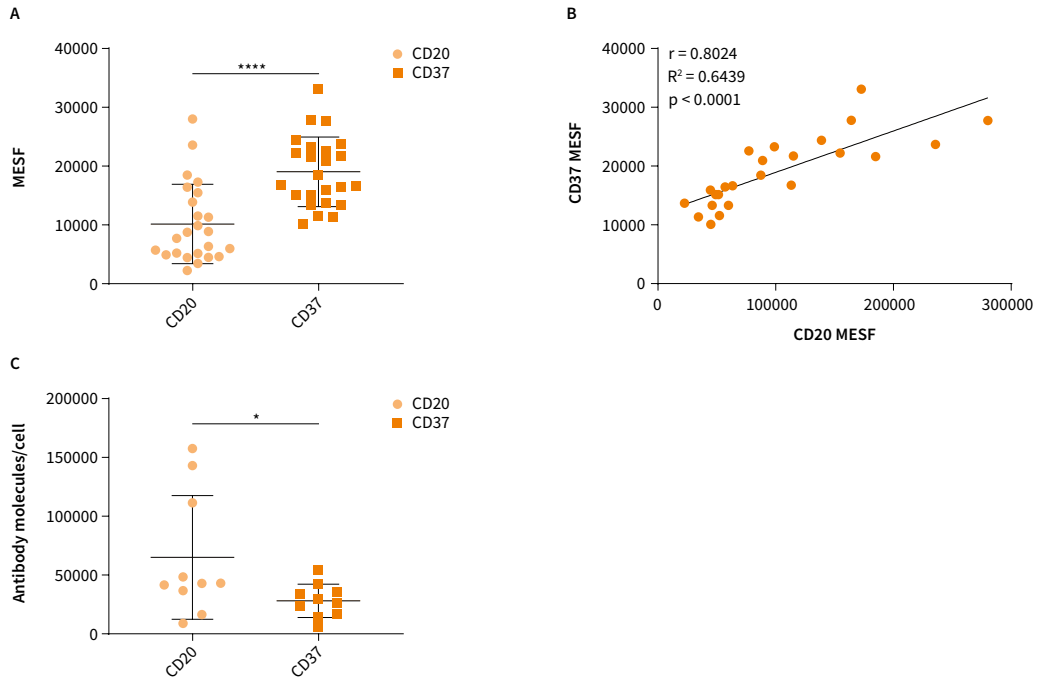 A
MESF
40000
30000
20000
10000
0
****
CD20
CD37
CD20
CD37
B
CD37 MESF
40000
30000
20000
10000
0
r = 0.8024
R² = 0.6439
p < 0.0001
0
100000
200000
300000
CD20 MESF
C
Antibody molecules/cell
200000
150000
100000
50000
0
*
CD20
CD37
CD20
CD37